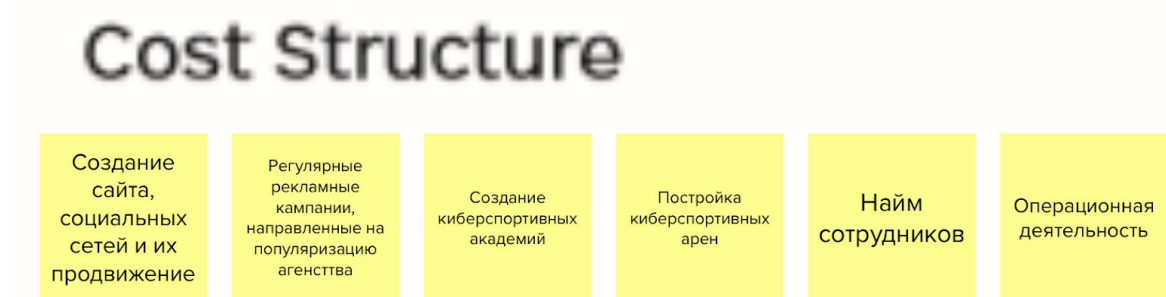 Cost Structure
Создание
сайта,
социальных
сетей и их
продвижение
Регулярные
рекламные
кампании,
направленные на
популяризацию
агенсттва
Создание
киберспортивных
академий
Постройка
киберспортивных
арен
Найм
сотрудников
Операционная
деятельность